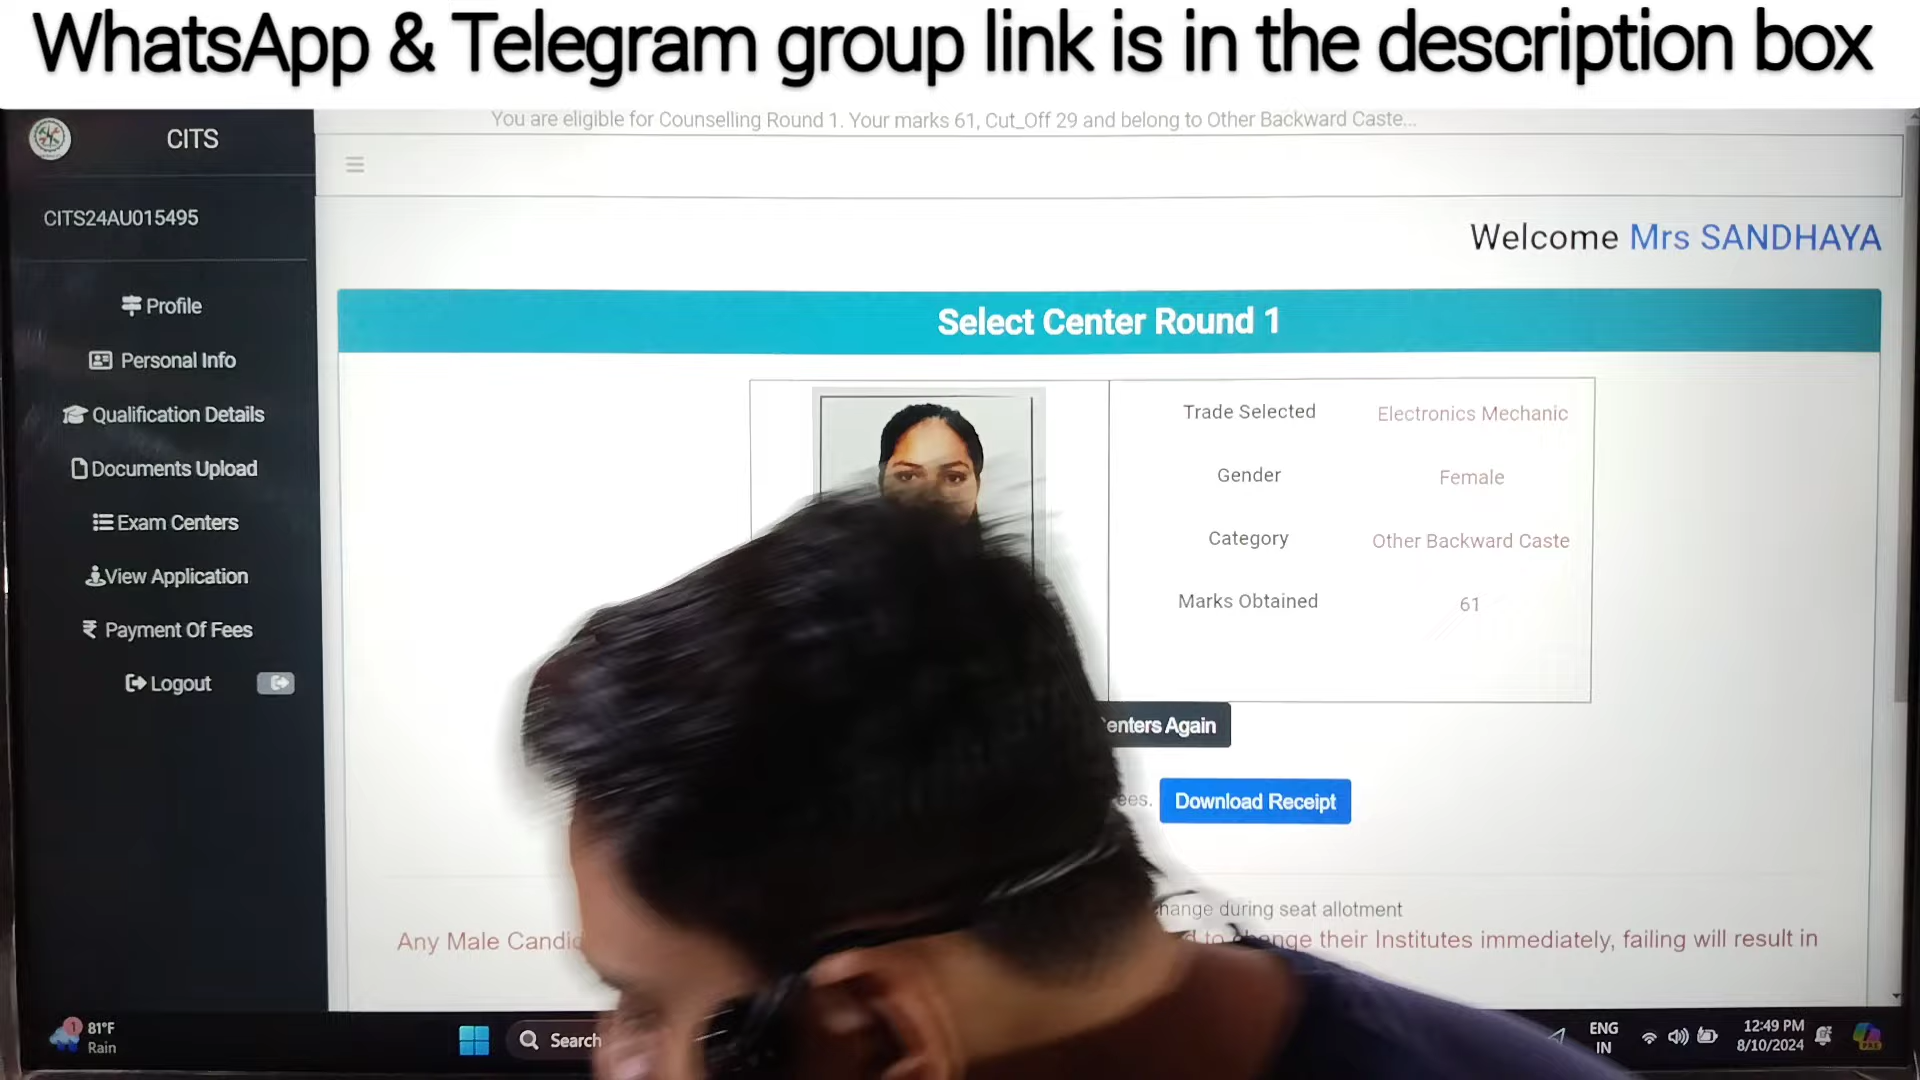 WhatsApp & Telegram group link is in the description box
You are eligible for Counselling Round 1. Your marks 61, Cut_Off 29 and belong to Other Backward Caste...
CITS
CITS24AU015495
Welcome Mrs SANDHAYA
Profile
Personal Info
Qualification Details
Documents Upload
Exam Centers
View Application
₹ Payment Of Fees
Logout
Select Center Round 1
Trade Selected Electronics Mechanic
Gender Female
Category Other Backward Caste
Marks Obtained 61
Again
Download Receipt
during seat allotment
Any Male
to change their Institutes immediately, failing will result in
1
81°F
Rain
Search
ENG
IN
12:49 PM
8/10/2024
PRE